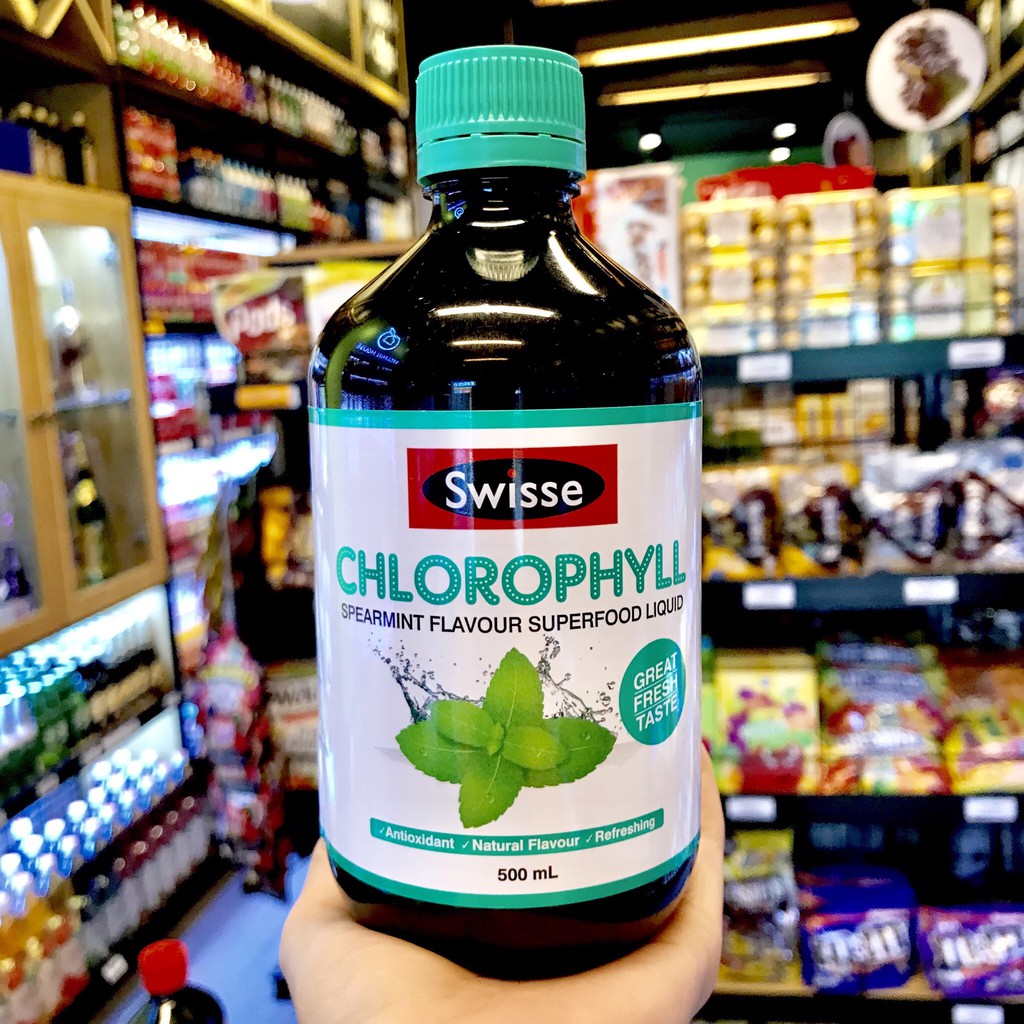 Swisse
CHLOROPHYLL
SPEARMINT FLAVOUR SUPERFOOD LIQUID
GREAT
FRESH
TASTE
✓Antioxidant ✓Natural Flavour ✓Refreshing
500 mL